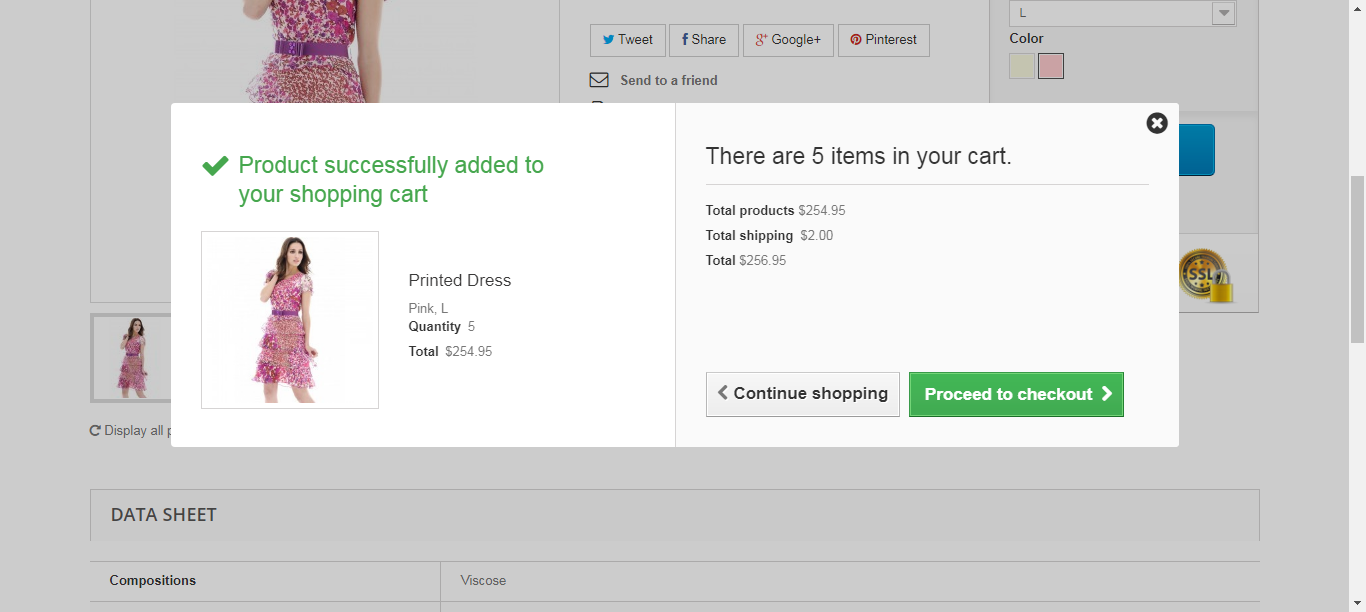 L
Tweet
Share
Google+
Pinterest
Color
Send to a friend
Product successfully added to
your shopping cart
Printed Dress
Pink, L
Quantity 5
Total $254.95
There are 5 items in your cart.
Total products $254.95
Total shipping $2.00
Total $256.95
Continue shopping
Proceed to checkout
SSL
Display all
DATA SHEET
Compositions
Viscose